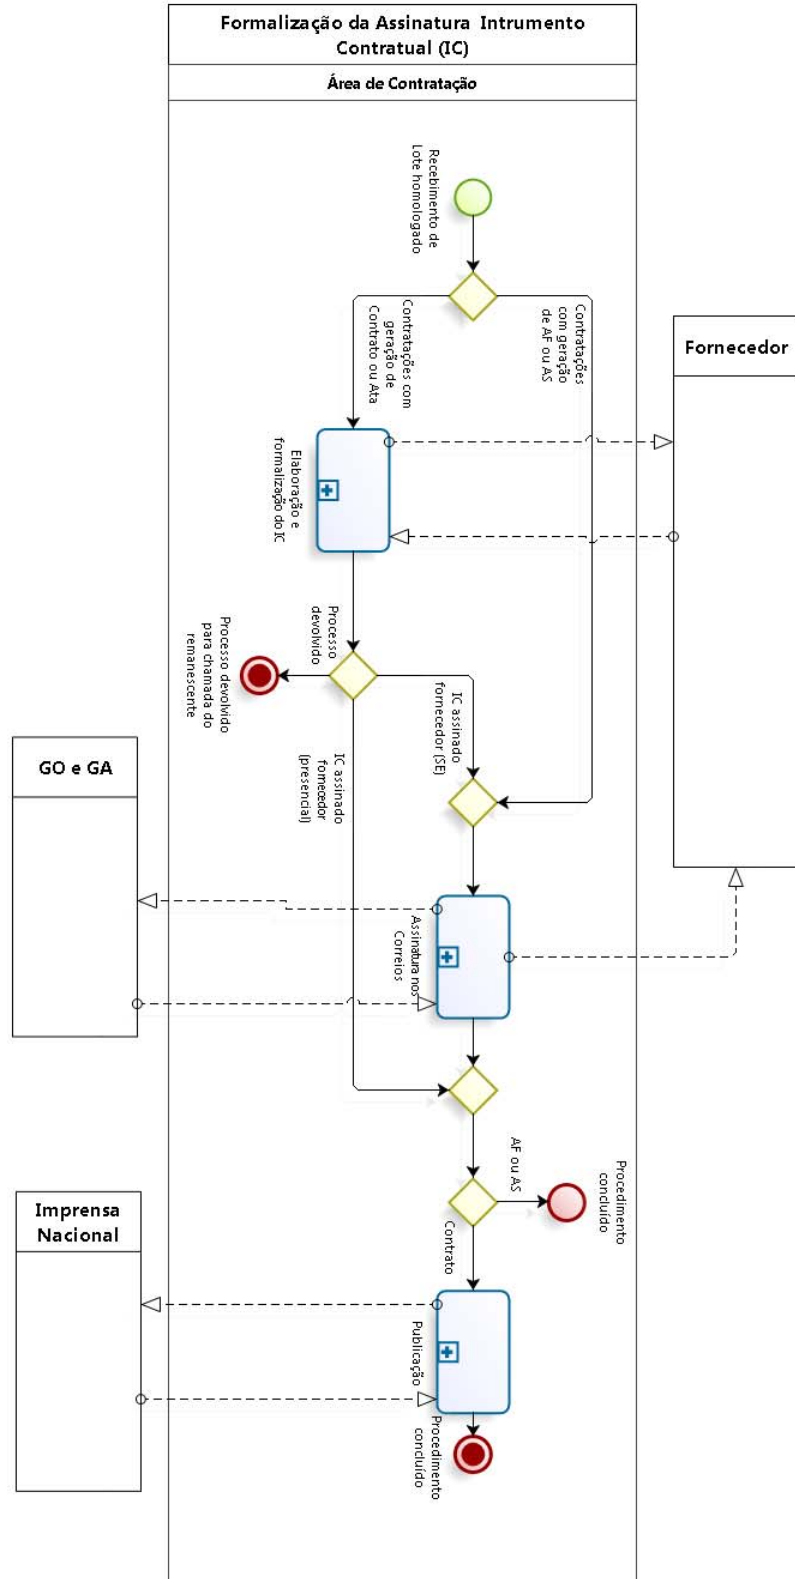 Formalização da Assinatura Intrumento
Contratual (IC)
Área de Contratação
Recebimento de
Lote homologado
Contratações com
geração de
Contrato ou Ata
Contratações
com geração
de AF ou AS
Fornecedor
Elaboração e
formalização do IC
Processo
devolvido
Processo devolvido
para chamada do
remanescente
IC assinado
fornecedor (SE)
IC assinado
fornecedor
(presencial)
GO e GA
Assinatura nos
Correios
AF ou AS
Procedimento
concluído
Contrato
Imprensa
Nacional
Publicação
Procedimento
concluído